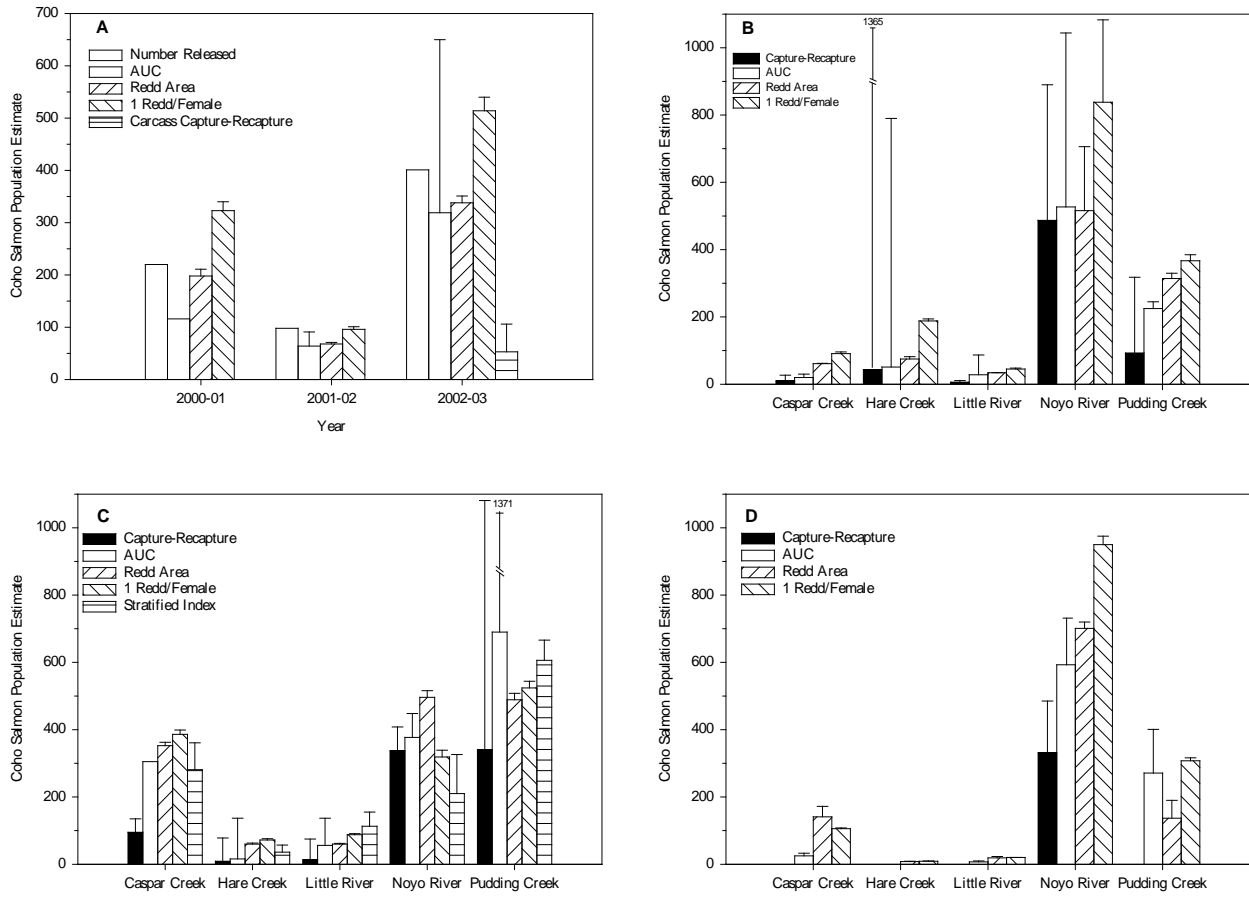 A
Number Released
AUC
Redd Area
1 Redd/Female
Carcass Capture-Recapture
Coho Salmon Population Estimate
700
600
500
400
300
200
100
0
2000-01
2001-02
2002-03
Year
B
1365
Capture-Recapture
AUC
Redd Area
1 Redd/Female
Coho Salmon Population Estimate
1000
800
600
400
200
0
Caspar Creek
Hare Creek
Little River
Noyo River
Pudding Creek
C
1371
Capture-Recapture
AUC
Redd Area
1 Redd/Female
Stratified Index
Coho Salmon Population Estimate
1000
800
600
400
200
0
Caspar Creek
Hare Creek
Little River
Noyo River
Pudding Creek
D
Capture-Recapture
AUC
Redd Area
1 Redd/Female
Coho Salmon Population Estimate
1000
800
600
400
200
0
Caspar Creek
Hare Creek
Little River
Noyo River
Pudding Creek